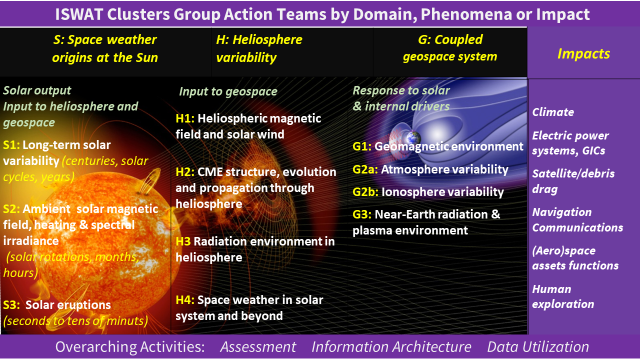 ISWAT Clusters Group Action Teams by Domain, Phenomena or Impact
S: Space weather
origins at the Sun
H: Heliosphere
variability
G: Coupled
geospace system
Impacts
Solar output
Input to heliosphere and
geospace
S1: Long-term solar
variability (centuries, solar
cycles, years)
S2: Ambient solar magnetic
field, heating & spectral
irradiance
(solar rotations, months,
hours)
S3: Solar eruptions
(seconds to tens of minuts)
Input to geospace
H1: Heliospheric magnetic
field and solar wind
H2: CME structure, evolution
and propagation through
heliosphere
H3 Radiation environment in
heliosphere
H4: Space weather in solar
system and beyond
Response to solar
& internal drivers
G1: Geomagnetic environment
G2a: Atmosphere variability
G2b: Ionosphere variability
G3: Near-Earth radiation &
plasma environment
Climate
Electric power
systems, GICs
Satellite/debris
drag
Navigation
Communications
(Aero)space
assets functions
Human
exploration
Overarching Activities: Assessment Information Architecture Data Utilization